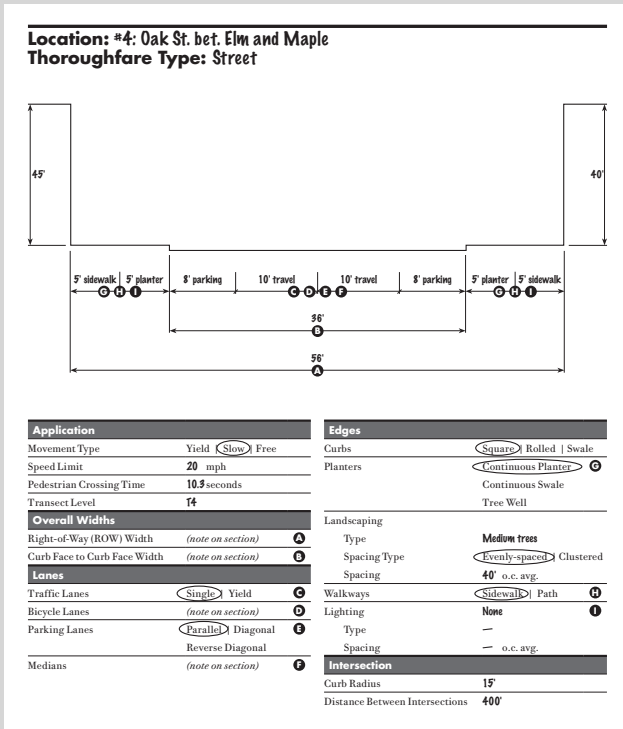 Location: #4: Oak St. bet. Elm and Maple
Thoroughfare Type: Street
45'
40'
5' sidewalk | 5' planter 8' parking 10' travel 10' travel 8' parking 5' planter | 5' sidewalk
G H I C D E F G H I
36'
B
56'
A
Application
Movement Type Yield | Slow | Free
Speed Limit 20 mph
Pedestrian Crossing Time 10.3 seconds
Transect Level T4
Overall Widths
Right-of-Way (ROW) Width (note on section) A
Curb Face to Curb Face Width (note on section) B
Lanes
Traffic Lanes Single | Yield C
Bicycle Lanes (note on section) D
Parking Lanes Parallel | Diagonal E
Reverse Diagonal
Medians (note on section) F
Edges
Curbs Square | Rolled | Swale
Planters Continuous Planter G
Continuous Swale
Tree Well
Landscaping
Type Medium trees
Spacing Type Evenly-spaced | Clustered
Spacing 40' o.c. avg.
Walkways Sidewalk | Path H
Lighting None I
Type —
Spacing — o.c. avg.
Intersection
Curb Radius 15'
Distance Between Intersections 400'